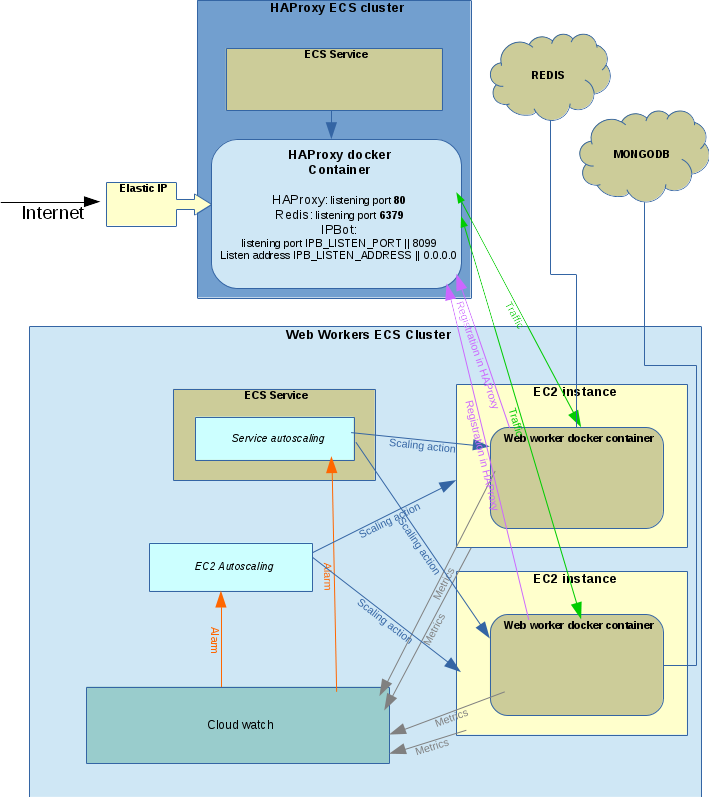 HAProxy ECS cluster
ECS Service
REDIS
MONGODB
HAProxy docker
Container
Elastic IP
Internet
HAProxy: listening port 80
Redis: listening port 6379
IPBot:
listening port IPB_LISTEN_PORT || 8099
Listen address IPB_LISTEN_ADDRESS || 0.0.0.0
Traffic
Registration in HAProxy
Web Workers ECS Cluster
ECS Service
Service autoscaling
Scaling action
EC2 instance
Web worker docker container
Traffic
Registration in HAProxy
Scaling action
Scaling action
EC2 Autoscaling
Alarm
Metrics
EC2 instance
Scaling action
Metrics
Web worker docker container
Alarm
Cloud watch
Metrics
Metrics